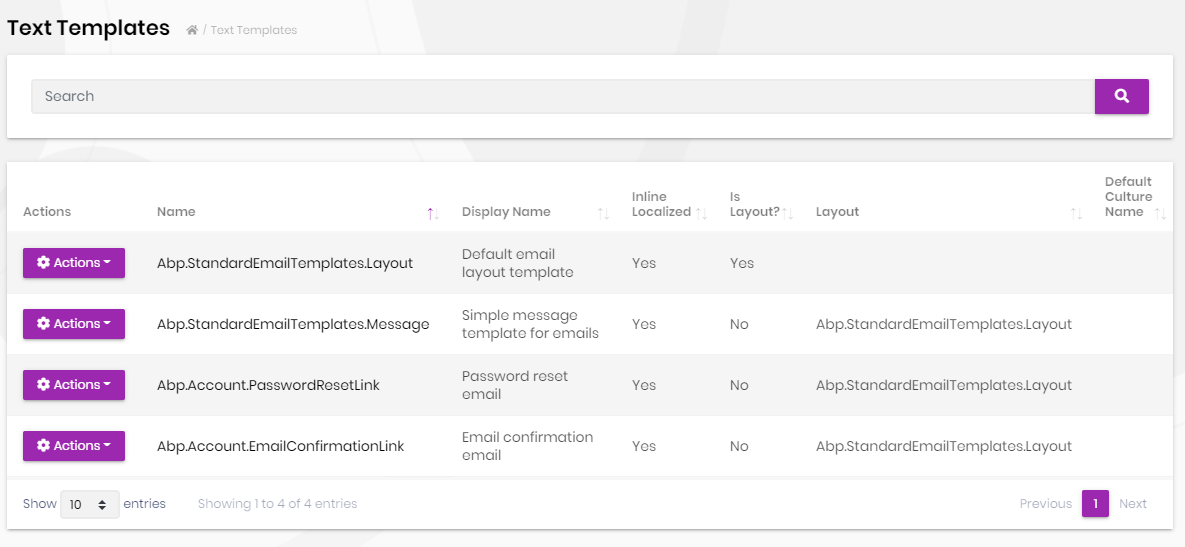 Text Templates
/ Text Templates
Search
Actions Name Display Name Inline Localized Is Layout? Layout Default Culture Name
Actions Abp.StandardEmailTemplates.Layout Default email layout template Yes Yes
Actions Abp.StandardEmailTemplates.Message Simple message template for emails Yes No Abp.StandardEmailTemplates.Layout
Actions Abp.Account.PasswordResetLink Password reset email Yes No Abp.StandardEmailTemplates.Layout
Actions Abp.Account.EmailConfirmationLink Email confirmation email Yes No Abp.StandardEmailTemplates.Layout
Show 10 entries Showing 1 to 4 of 4 entries Previous 1 Next